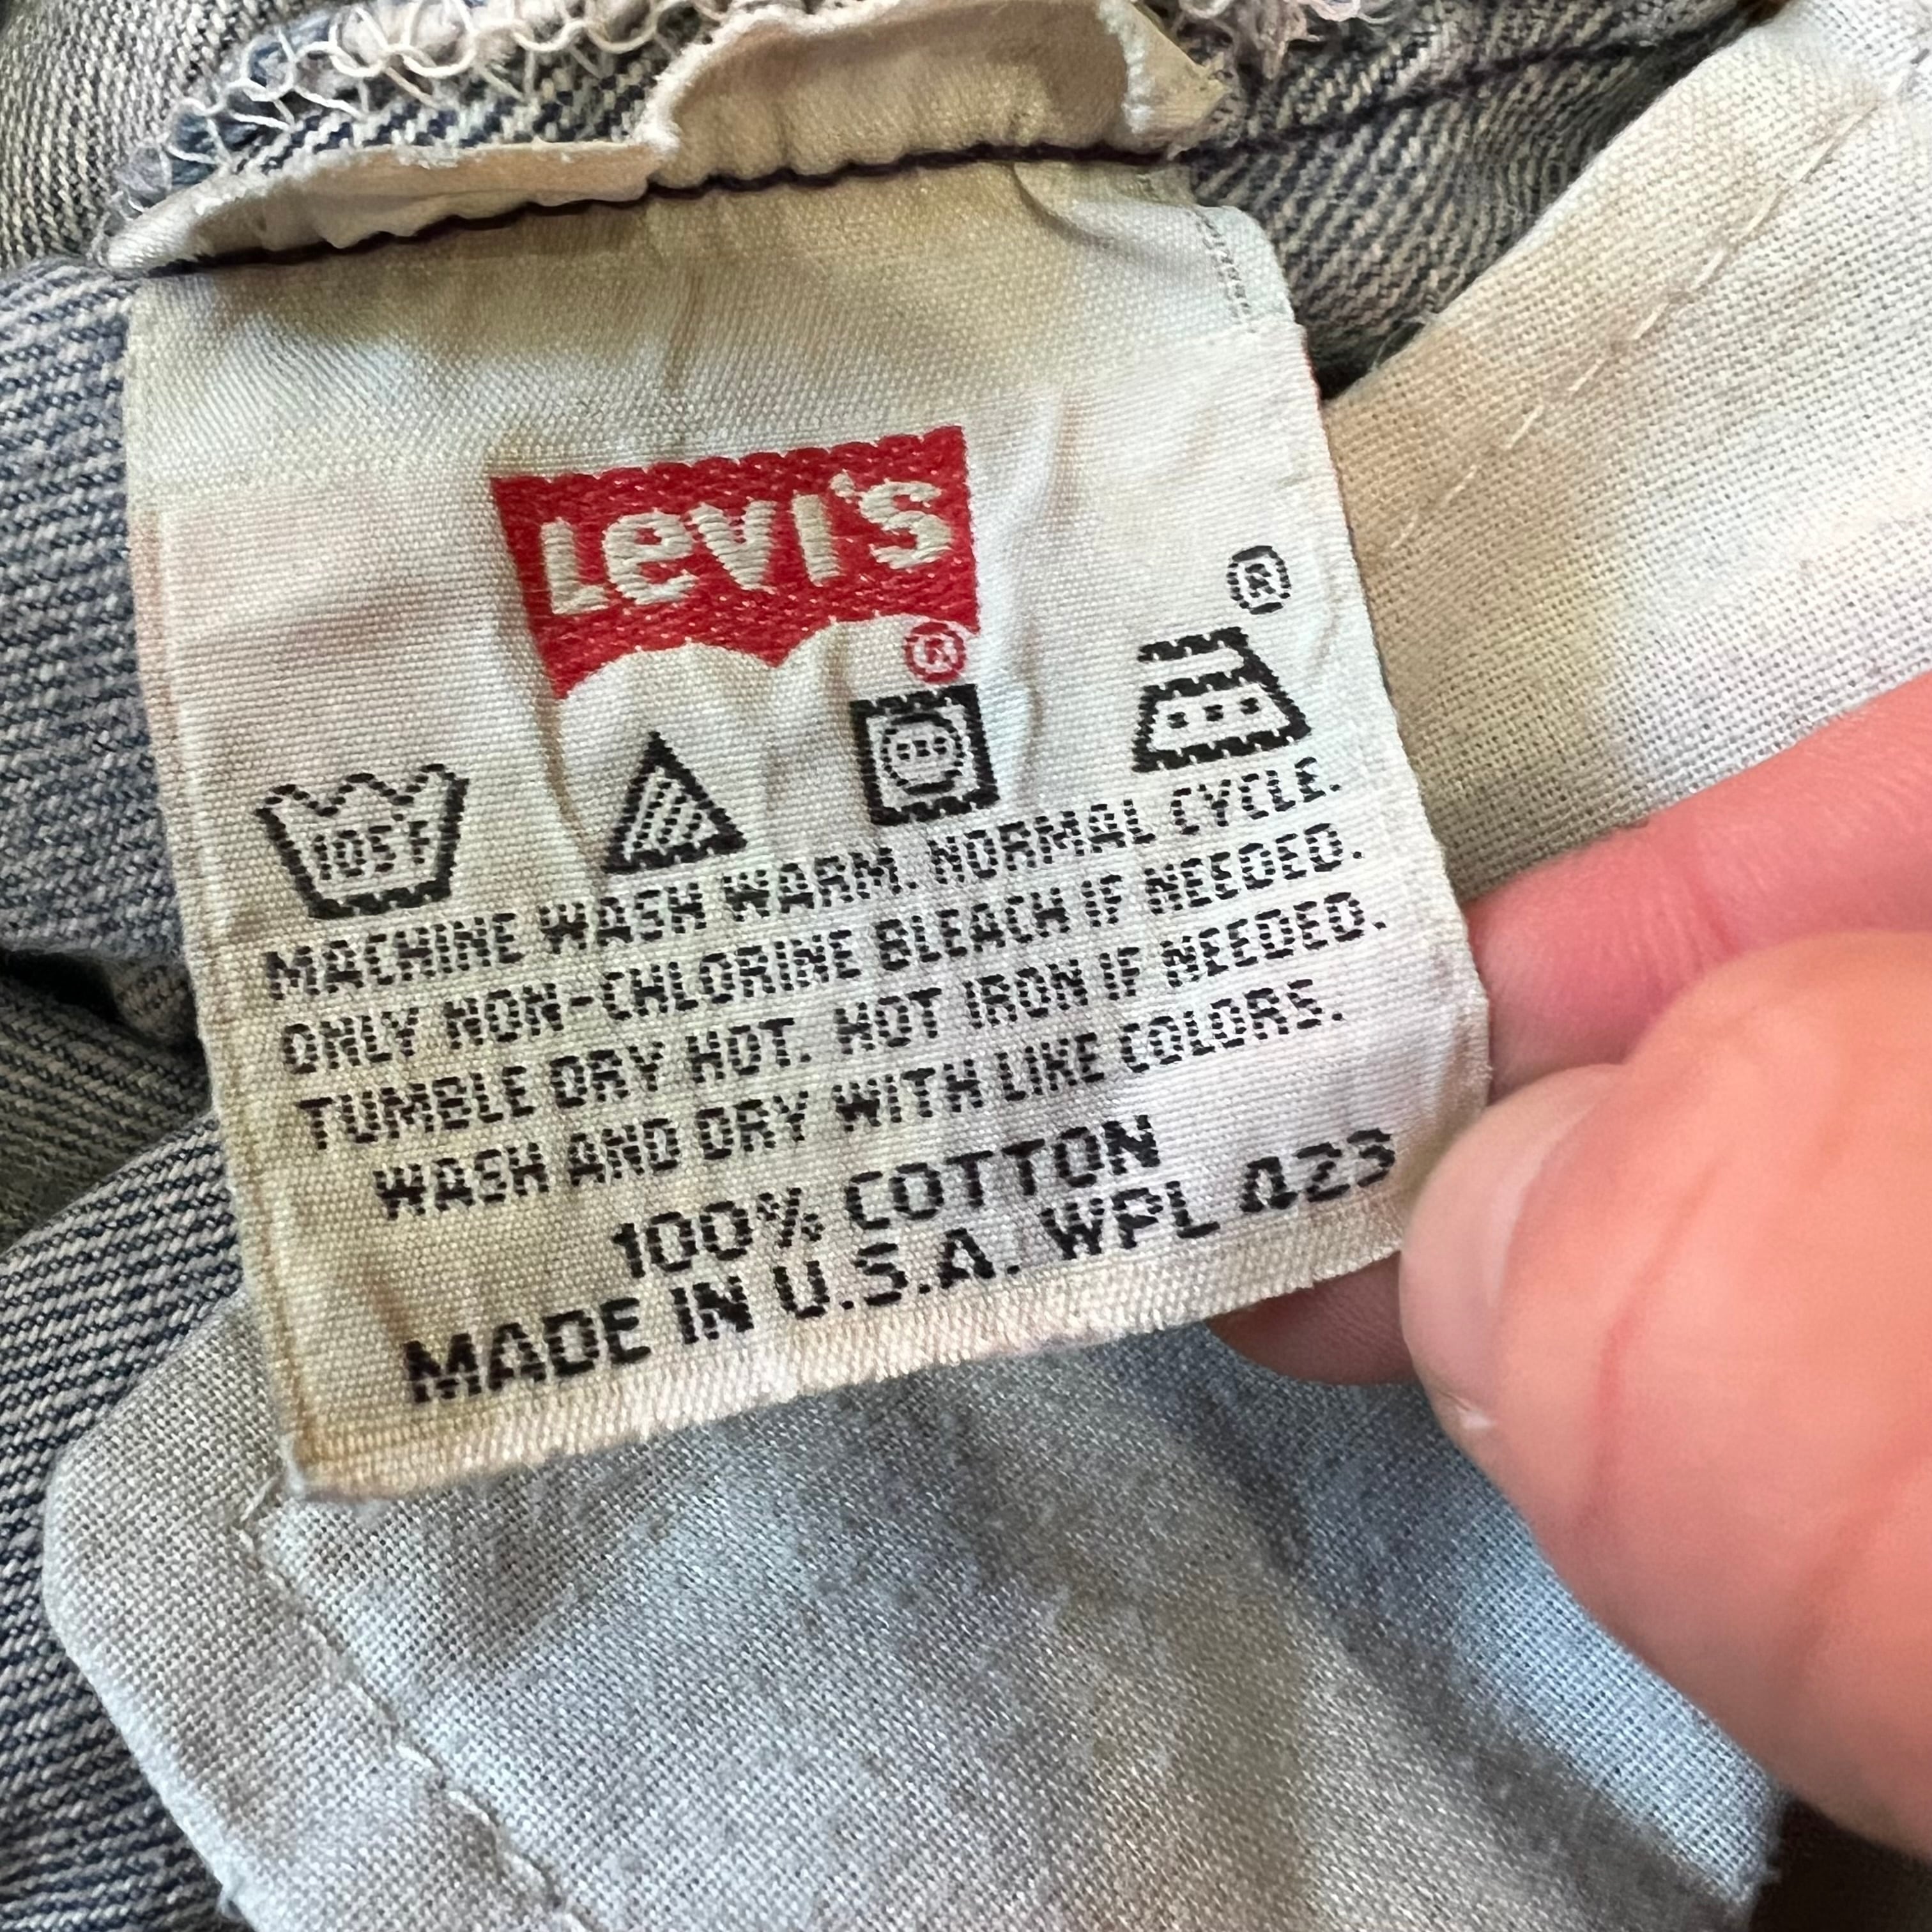 Levi's
®
®
105°F
MACHINE WASH WARM. NORMAL CYCLE.
ONLY NON-CHLORINE BLEACH IF NEEDED.
TUMBLE DRY HOT. HOT IRON IF NEEDED.
WASH AND DRY WITH LIKE COLORS.
100% COTTON
MADE IN U.S.A. WPL 423